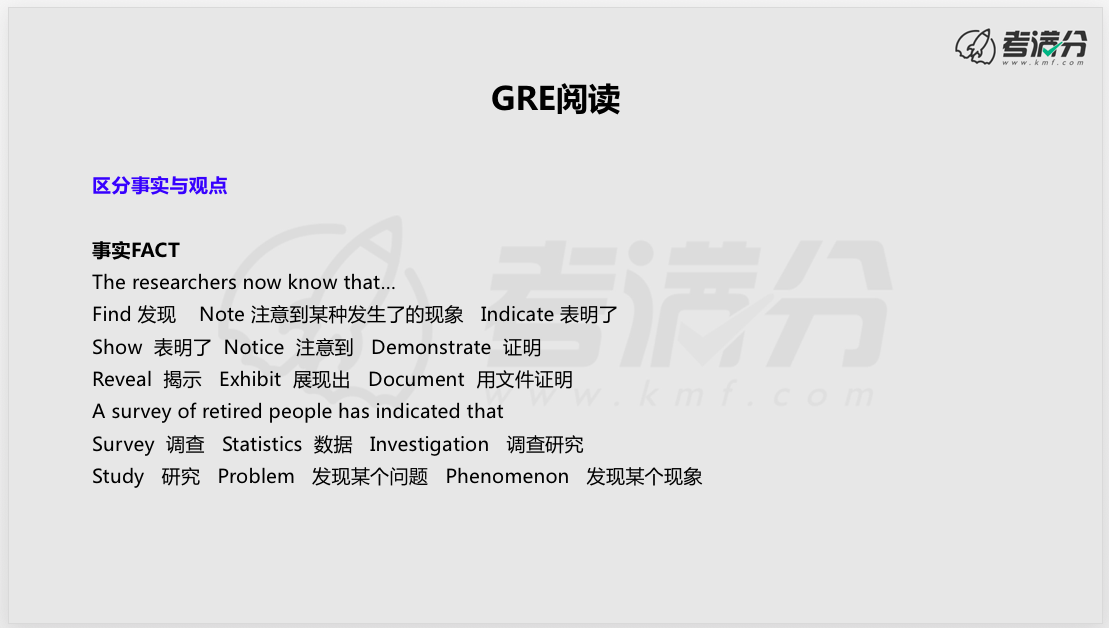 考满分
www.kmf.com
GRE阅读
区分事实与观点
事实FACT
The researchers now know that...
Find 发现 Note 注意到某种发生了的现象 Indicate 表明了
Show 表明了 Notice 注意到 Demonstrate 证明
Reveal 揭示 Exhibit 展现出 Document 用文件证明
A survey of retired people has indicated that
Survey 调查 Statistics 数据 Investigation 调查研究
Study 研究 Problem 发现某个问题 Phenomenon 发现某个现象
考满分
www.kmf.com